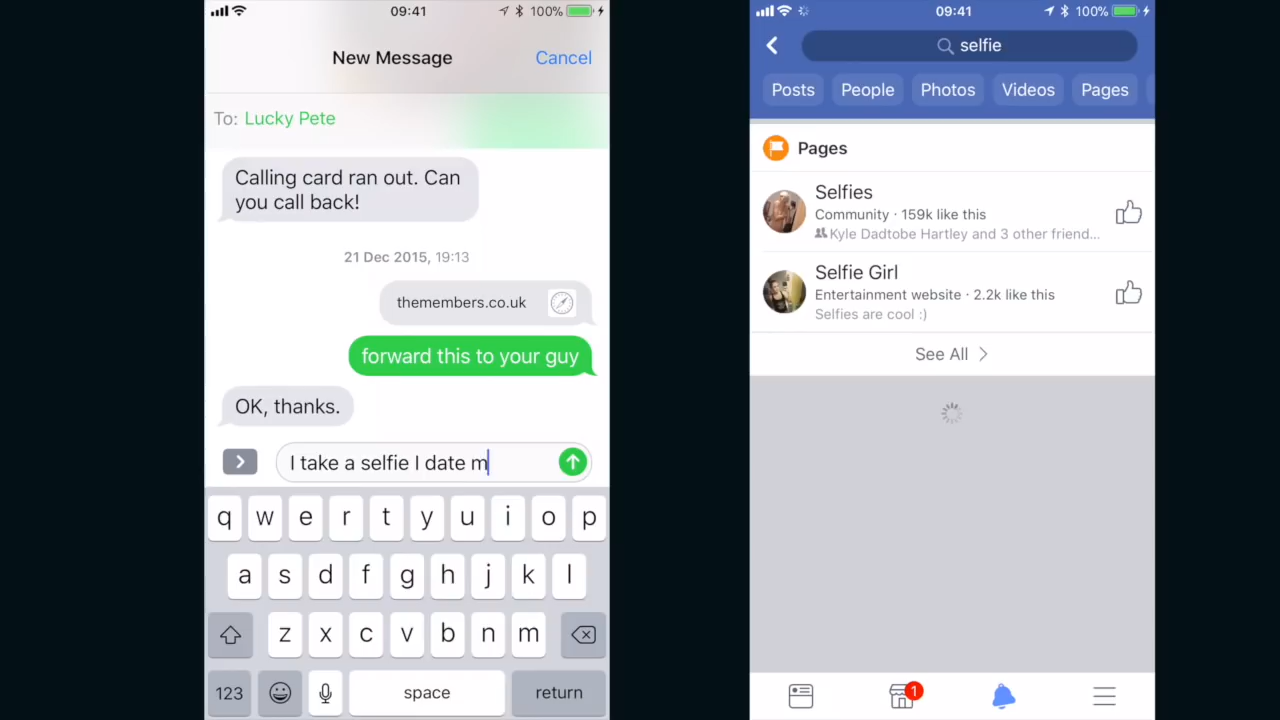 09:41
100%
New Message
Cancel
To: Lucky Pete
Calling card ran out. Can
you call back!
21 Dec 2015, 19:13
themembers.co.uk
forward this to your guy
OK, thanks.
I take a selfie I date m
q w e r t y u i o p
a s d f g h j k l
z x c v b n m
123
space
return
09:41
100%
selfie
Posts
People
Photos
Videos
Pages
Pages
Selfies
Community · 159k like this
Kyle Dadtobe Hartley and 3 other friend...
Selfie Girl
Entertainment website · 2.2k like this
Selfies are cool :)
See All
1